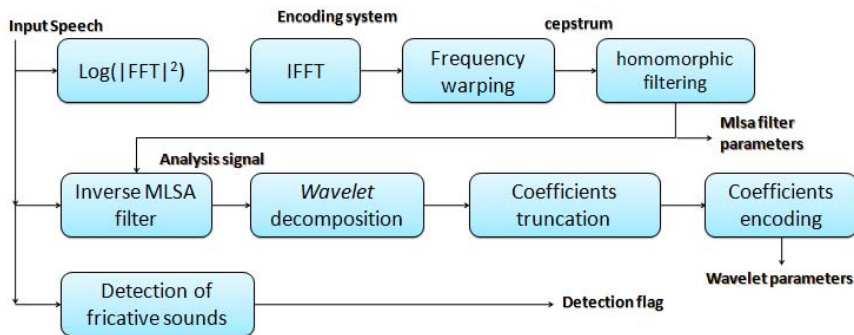 Input Speech
Encoding system
cepstrum
Log(|FFT|²)
IFFT
Frequency
warping
homomorphic
filtering
Mlsa filter
parameters
Analysis signal
Inverse MLSA
filter
Wavelet
decomposition
Coefficients
truncation
Coefficients
encoding
Wavelet parameters
Detection of
fricative sounds
Detection flag